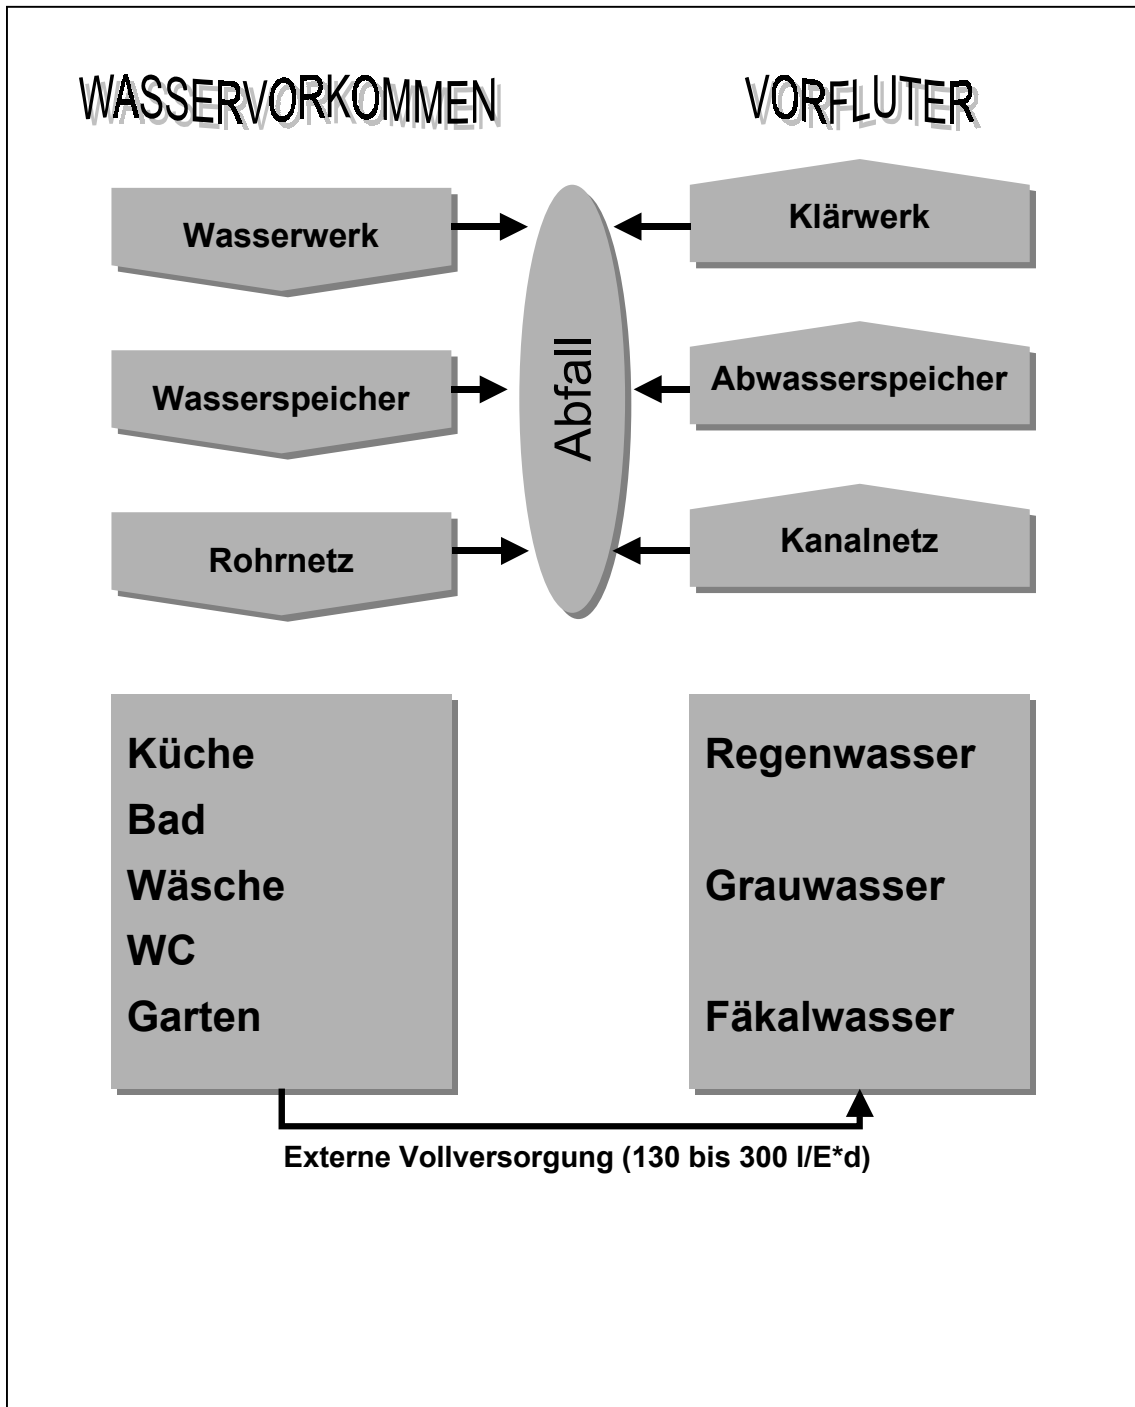 WASSERVORKOMMEN
VORFLUTER
Wasserwerk
Klärwerk
Wasserspeicher
Abfall
Abwasserspeicher
Rohrnetz
Kanalnetz
Küche
Bad
Wäsche
WC
Garten
Regenwasser
Grauwasser
Fäkalwasser
Externe Vollversorgung (130 bis 300 l/E*d)